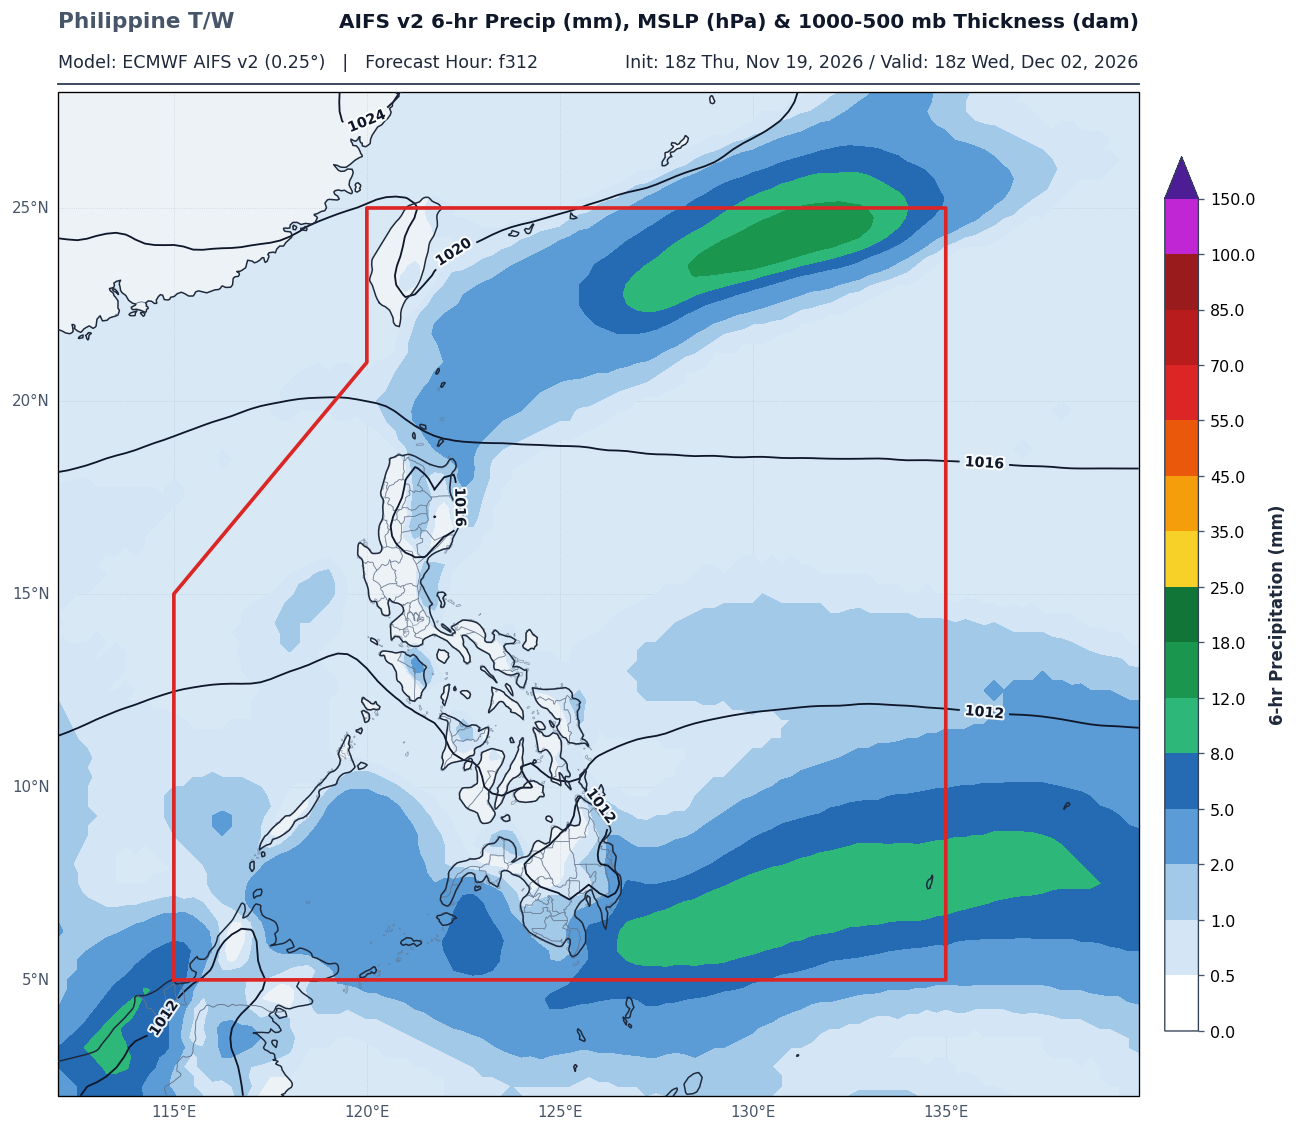 Philippine T/W
AIFS v2 6-hr Precip (mm), MSLP (hPa) & 1000-500 mb Thickness (dam)
Model: ECMWF AIFS v2 (0.25°) | Forecast Hour: f312
Init: 18z Thu, Nov 19, 2026 / Valid: 18z Wed, Dec 02, 2026
1024
1020
1016
1016
1012
1012
1012
25°N
20°N
15°N
10°N
5°N
115°E
120°E
125°E
130°E
135°E
150.0
100.0
85.0
70.0
55.0
45.0
35.0
25.0
18.0
12.0
8.0
5.0
2.0
1.0
0.5
0.0
6-hr Precipitation (mm)